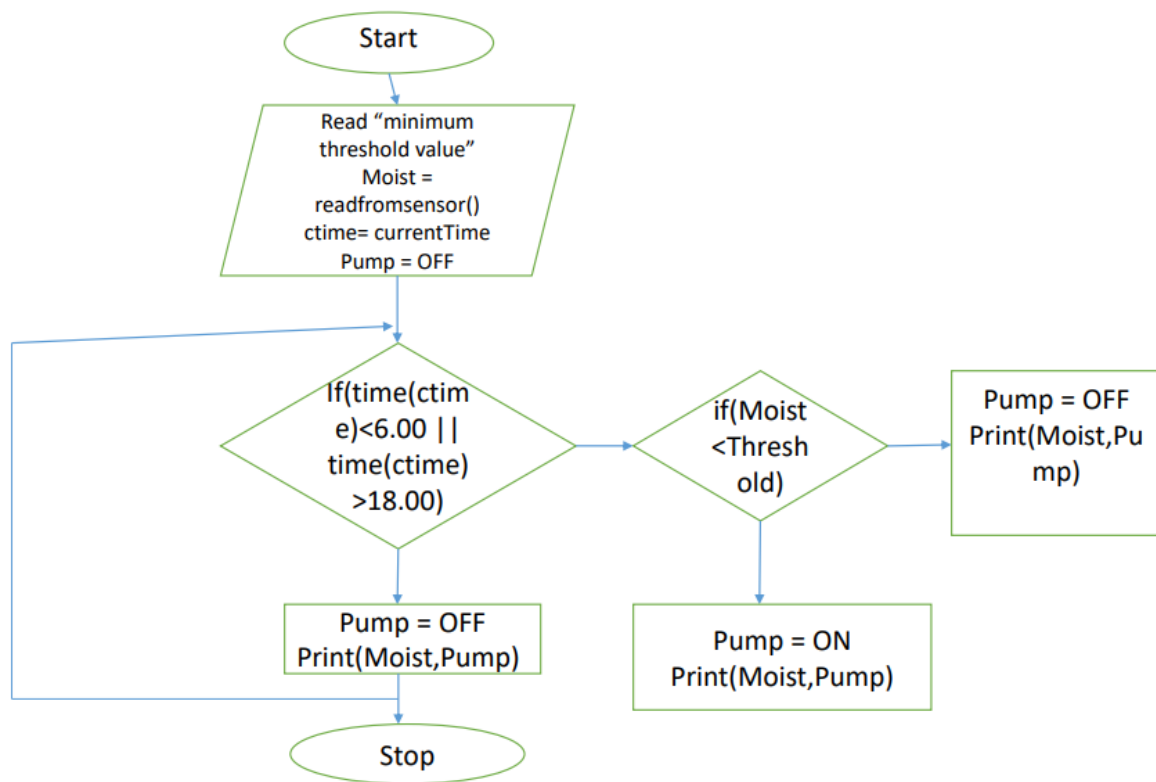 Start
Read “minimum
threshold value”
Moist =
readfromsensor()
ctime= currentTime
Pump = OFF
If(time(ctim
e)<6.00 ||
time(ctime)
>18.00)
if(Moist
<Thresh
old)
Pump = OFF
Print(Moist,Pu
mp)
Pump = OFF
Print(Moist,Pump)
Pump = ON
Print(Moist,Pump)
Stop